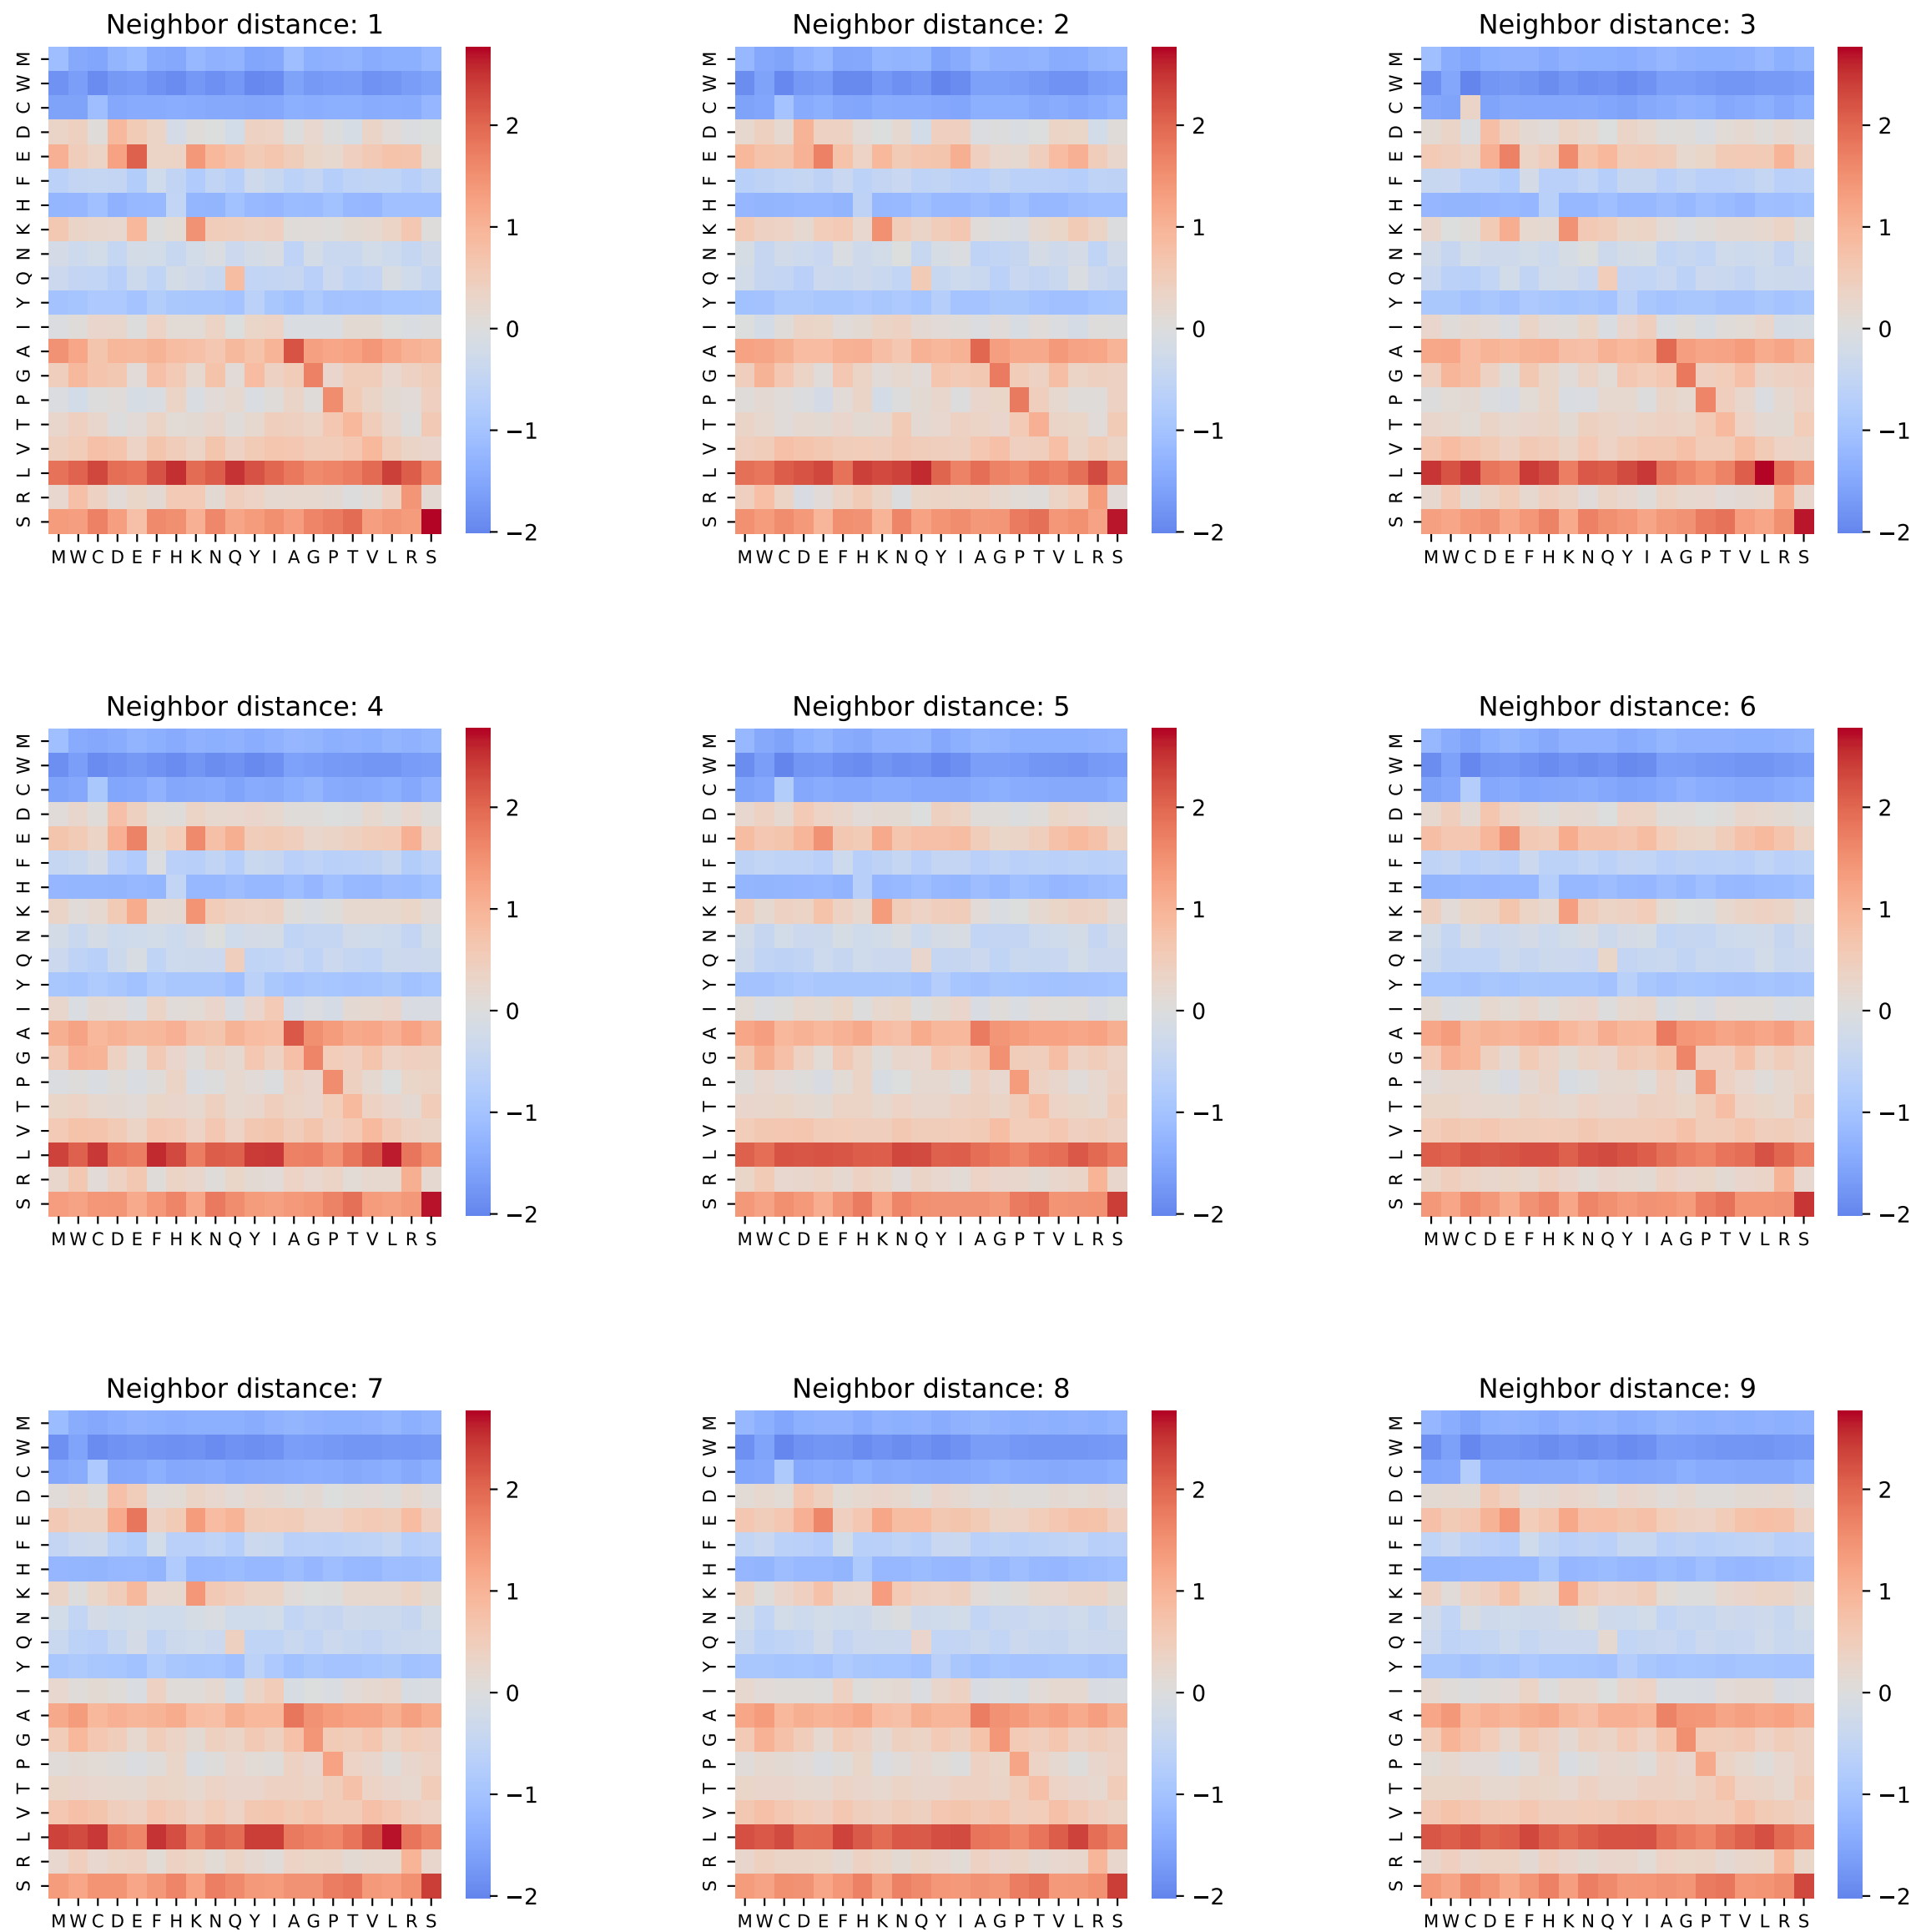 Neighbor distance: 1
M
W
C
D
E
F
H
K
N
Q
Y
I
A
G
P
T
V
L
R
S
M W C D E F H K N Q Y I A G P T V L R S
2
1
0
−1
−2
Neighbor distance: 2
M
W
C
D
E
F
H
K
N
Q
Y
I
A
G
P
T
V
L
R
S
M W C D E F H K N Q Y I A G P T V L R S
2
1
0
−1
−2
Neighbor distance: 3
M
W
C
D
E
F
H
K
N
Q
Y
I
A
G
P
T
V
L
R
S
M W C D E F H K N Q Y I A G P T V L R S
2
1
0
−1
−2
Neighbor distance: 4
M
W
C
D
E
F
H
K
N
Q
Y
I
A
G
P
T
V
L
R
S
M W C D E F H K N Q Y I A G P T V L R S
2
1
0
−1
−2
Neighbor distance: 5
M
W
C
D
E
F
H
K
N
Q
Y
I
A
G
P
T
V
L
R
S
M W C D E F H K N Q Y I A G P T V L R S
2
1
0
−1
−2
Neighbor distance: 6
M
W
C
D
E
F
H
K
N
Q
Y
I
A
G
P
T
V
L
R
S
M W C D E F H K N Q Y I A G P T V L R S
2
1
0
−1
−2
Neighbor distance: 7
M
W
C
D
E
F
H
K
N
Q
Y
I
A
G
P
T
V
L
R
S
M W C D E F H K N Q Y I A G P T V L R S
2
1
0
−1
−2
Neighbor distance: 8
M
W
C
D
E
F
H
K
N
Q
Y
I
A
G
P
T
V
L
R
S
M W C D E F H K N Q Y I A G P T V L R S
2
1
0
−1
−2
Neighbor distance: 9
M
W
C
D
E
F
H
K
N
Q
Y
I
A
G
P
T
V
L
R
S
M W C D E F H K N Q Y I A G P T V L R S
2
1
0
−1
−2